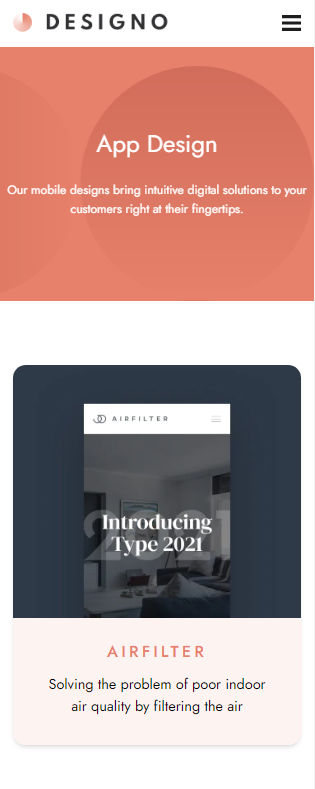 DESIGNO
App Design
Our mobile designs bring intuitive digital solutions to your
customers right at their fingertips.
AIRFILTER
2021
Introducing
Type 2021
AIRFILTER
Solving the problem of poor indoor
air quality by filtering the air